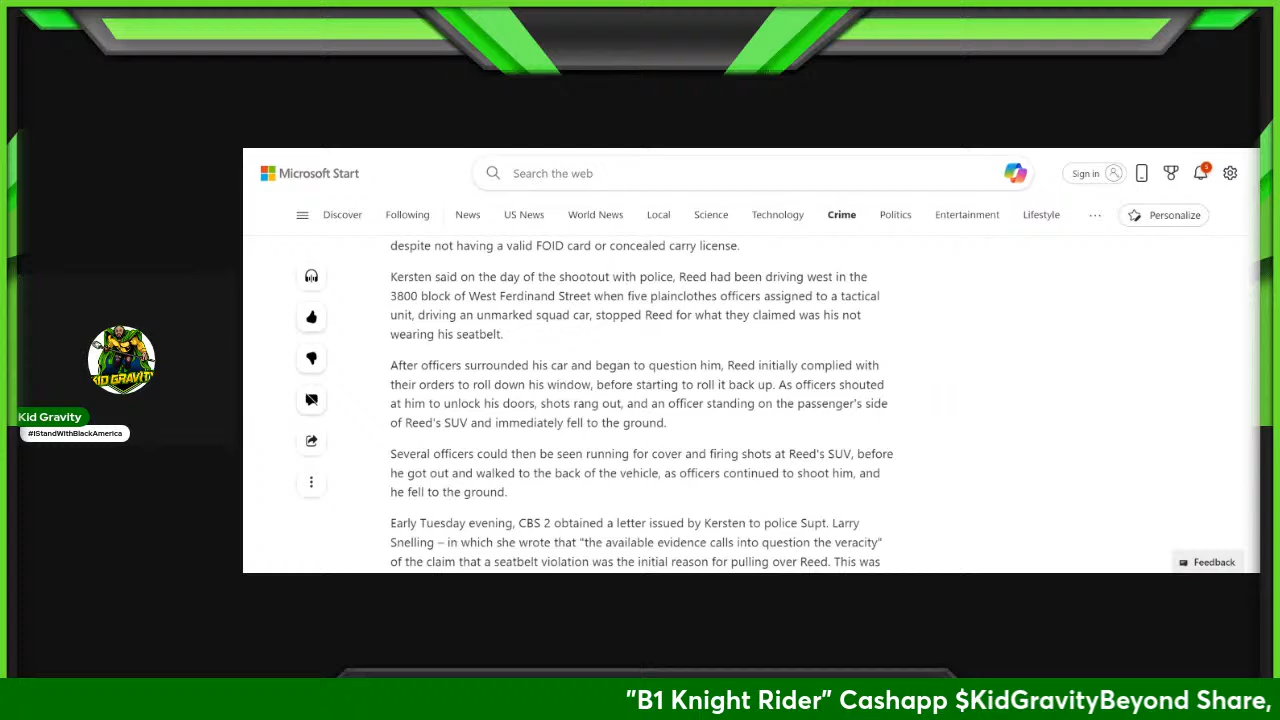 Microsoft Start
Search the web
Sign in
5
Discover
Following
News
US News
World News
Local
Science
Technology
Crime
Politics
Entertainment
Lifestyle
Personalize
despite not having a valid FOID card or concealed carry license.
Kersten said on the day of the shootout with police, Reed had been driving west in the
3800 block of West Ferdinand Street when five plainclothes officers assigned to a tactical
unit, driving an unmarked squad car, stopped Reed for what they claimed was his not
wearing his seatbelt.
After officers surrounded his car and began to question him, Reed initially complied with
their orders to roll down his window, before starting to roll it back up. As officers shouted
at him to unlock his doors, shots rang out, and an officer standing on the passenger's side
of Reed's SUV and immediately fell to the ground.
Several officers could then be seen running for cover and firing shots at Reed's SUV, before
he got out and walked to the back of the vehicle, as officers continued to shoot him, and
he fell to the ground.
Early Tuesday evening, CBS 2 obtained a letter issued by Kersten to police Supt. Larry
Snelling – in which she wrote that "the available evidence calls into question the veracity"
of the claim that a seatbelt violation was the initial reason for pulling over Reed. This was
Feedback
KID GRAVITY
Kid Gravity
#IStandWithBlackAmerica
"B1 Knight Rider" Cashapp $KidGravityBeyond Share,